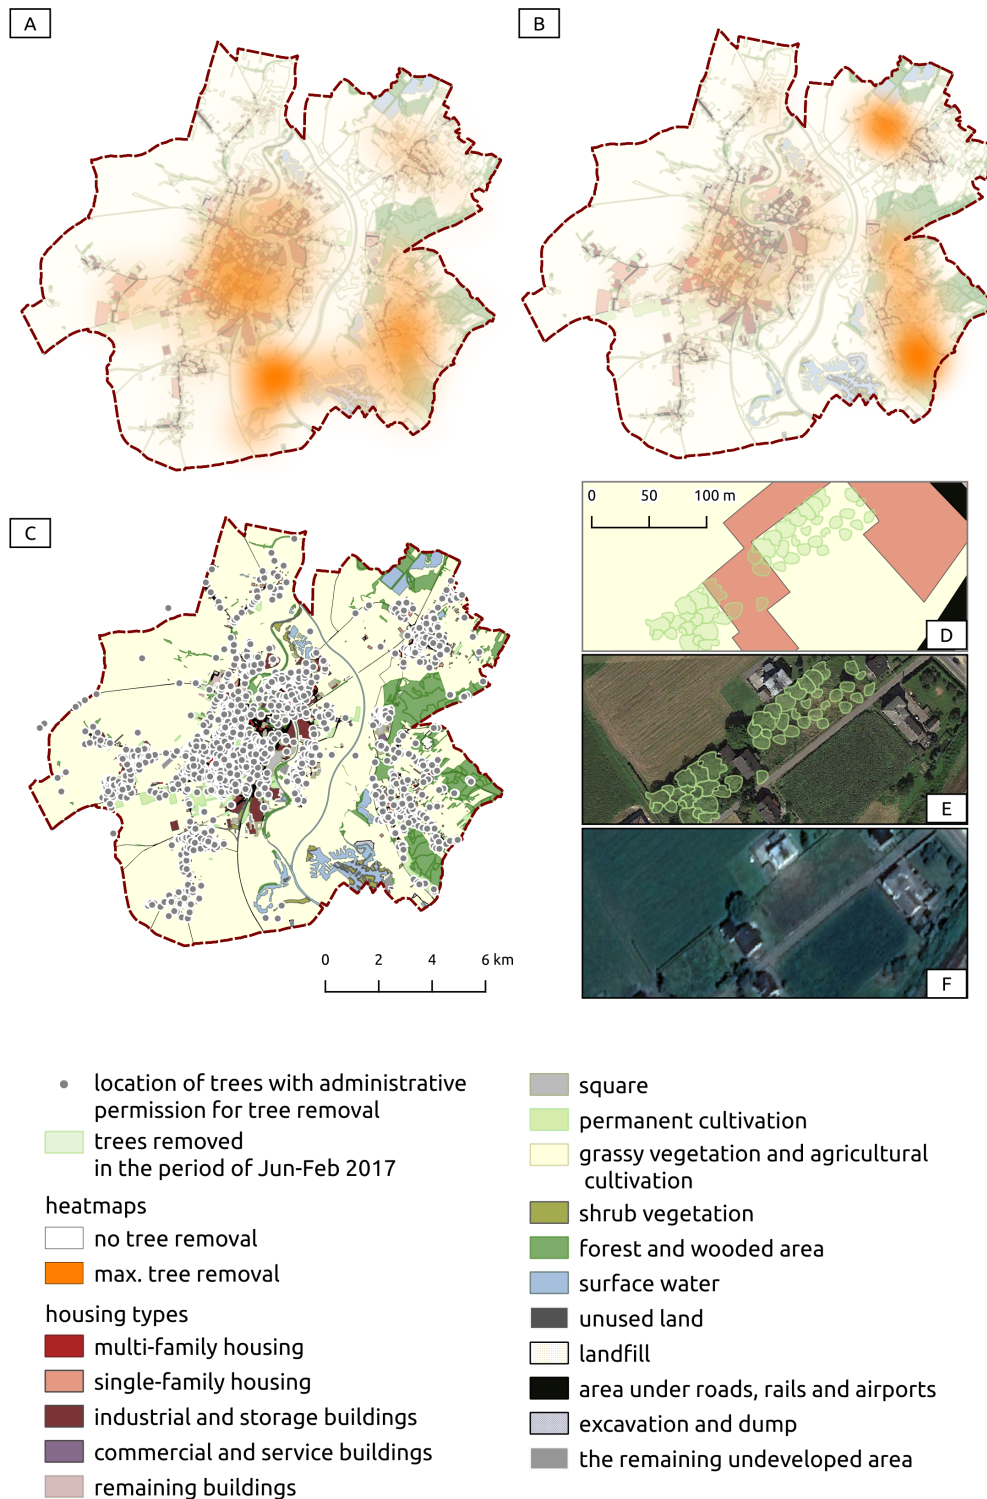 A
B
C
0 50 100 m
D
E
F
0 2 4 6 km
location of trees with administrative
permission for tree removal
trees removed
in the period of Jun-Feb 2017
heatmaps
no tree removal
max. tree removal
housing types
multi-family housing
single-family housing
industrial and storage buildings
commercial and service buildings
remaining buildings
square
permanent cultivation
grassy vegetation and agricultural
cultivation
shrub vegetation
forest and wooded area
surface water
unused land
landfill
area under roads, rails and airports
excavation and dump
the remaining undeveloped area